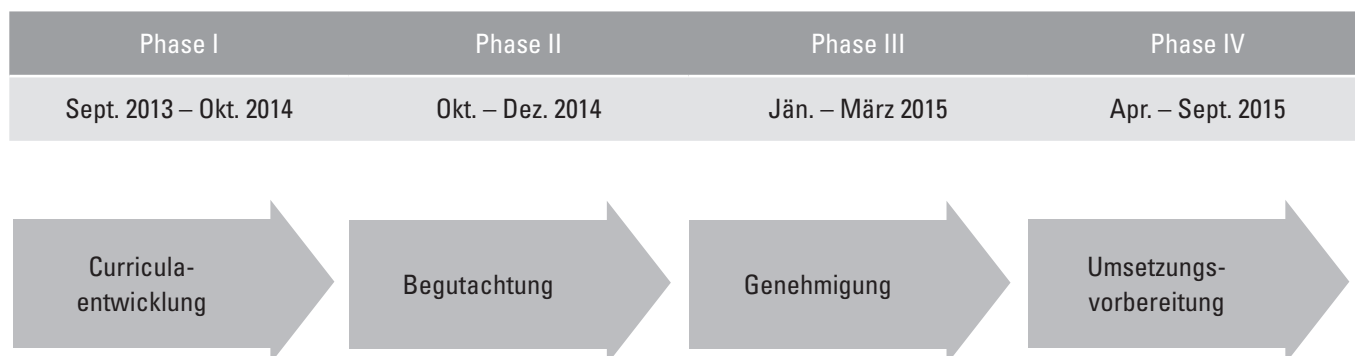 Phase I
Phase II
Phase III
Phase IV
Sept. 2013 – Okt. 2014
Okt. – Dez. 2014
Jän. – März 2015
Apr. – Sept. 2015
Curricula-
entwicklung
Begutachtung
Genehmigung
Umsetzungs-
vorbereitung